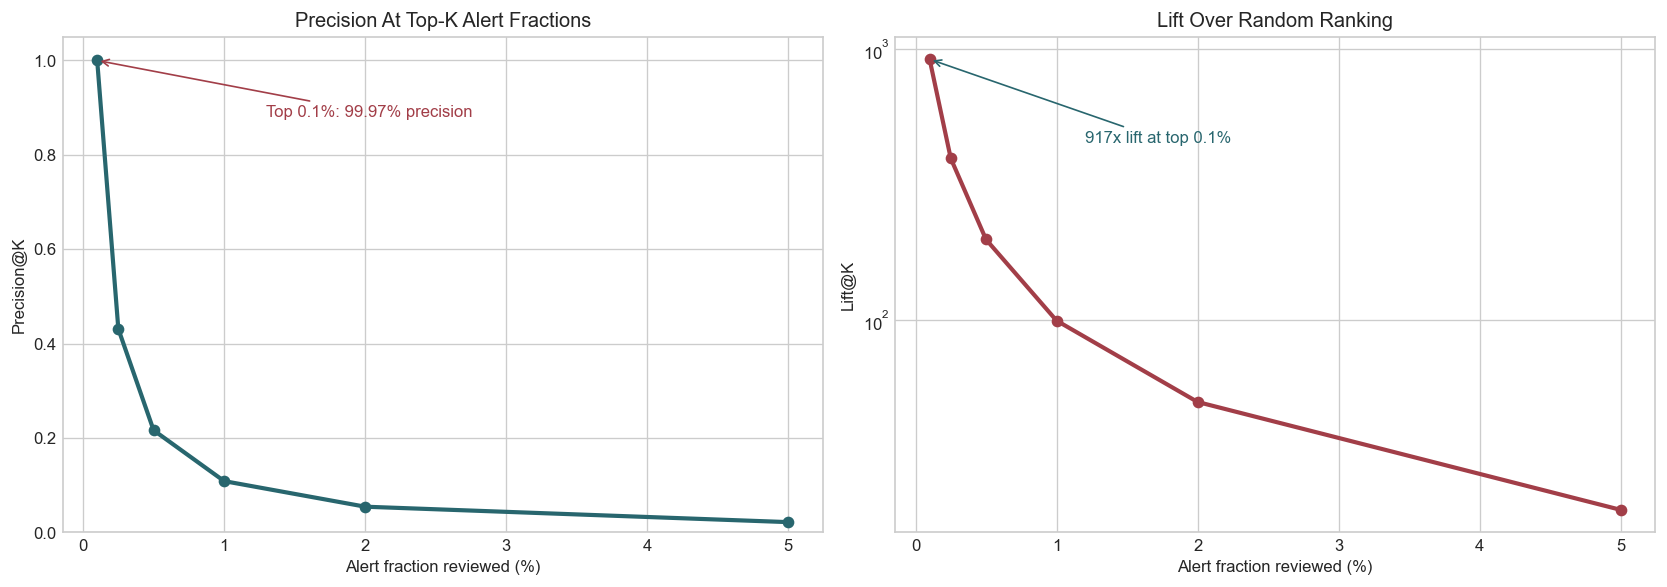 Precision At Top-K Alert Fractions
1.0
0.8
0.6
0.4
0.2
0.0
Precision@K
Top 0.1%: 99.97% precision
0 1 2 3 4 5
Alert fraction reviewed (%)
Lift Over Random Ranking
10³
10²
Lift@K
917x lift at top 0.1%
0 1 2 3 4 5
Alert fraction reviewed (%)